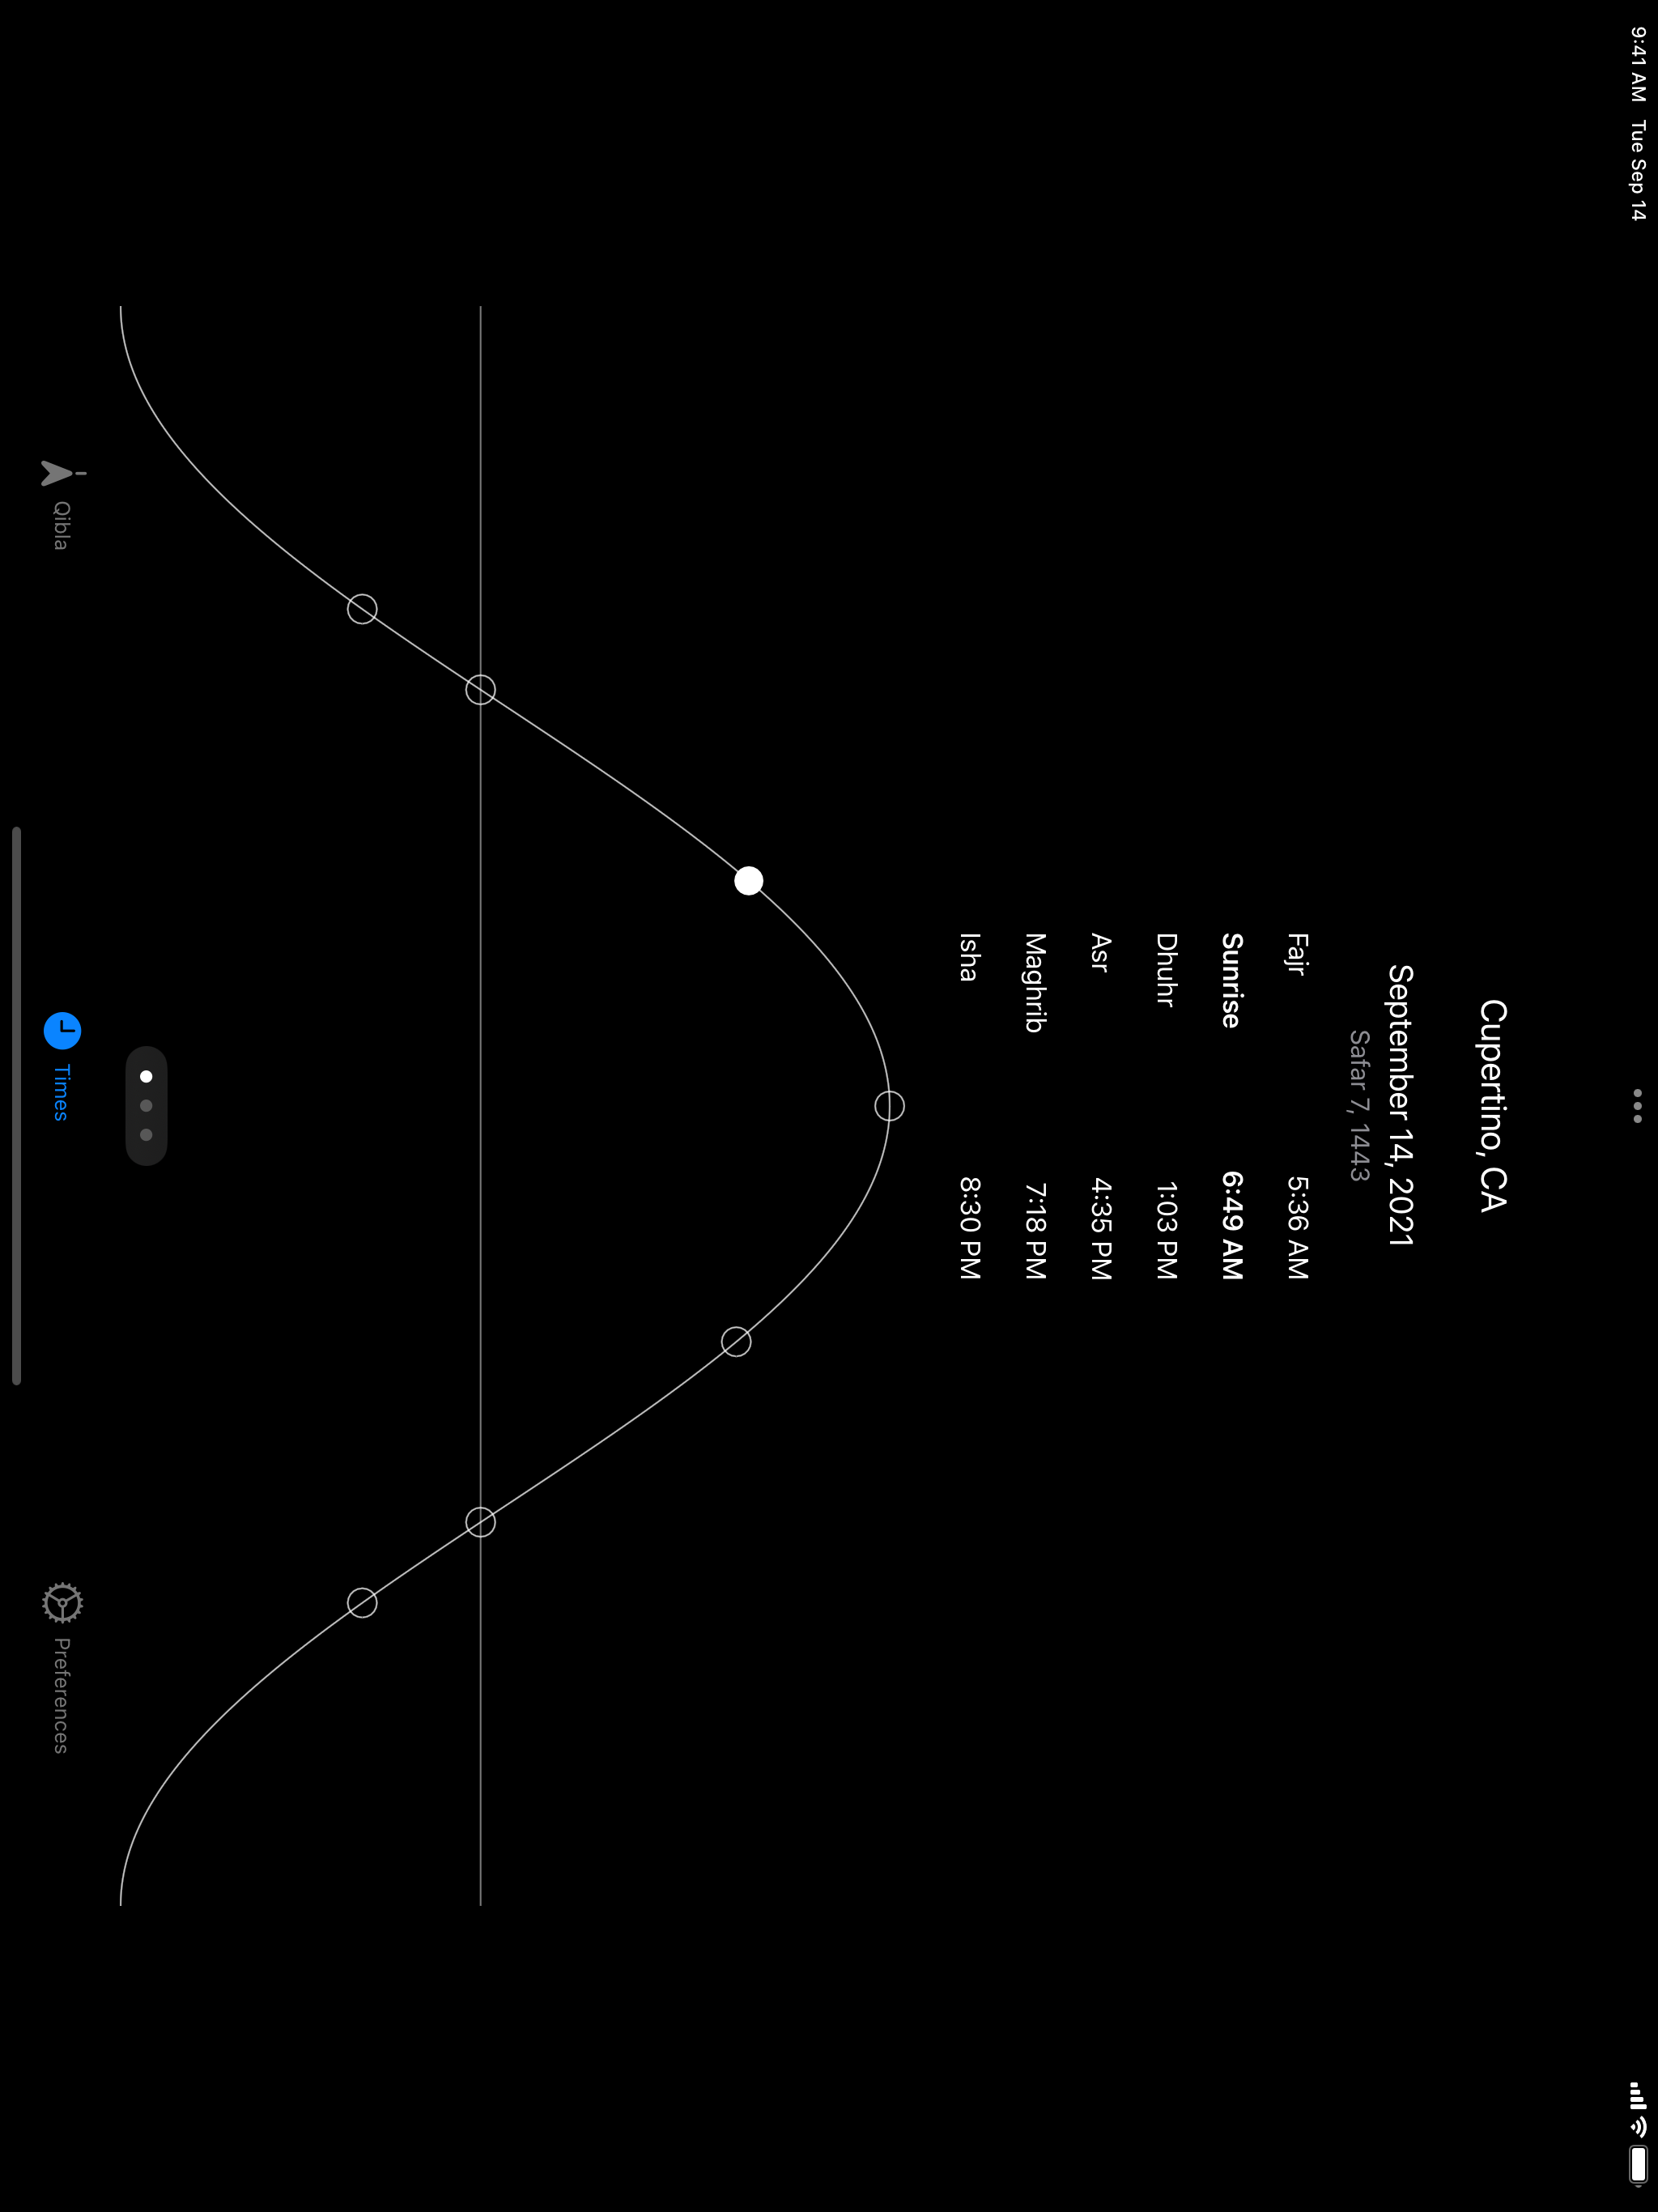 9:41 AM Tue Sep 14
Cupertino, CA
September 14, 2021
Safar 7, 1443
Fajr 5:36 AM
Sunrise 6:49 AM
Dhuhr 1:03 PM
Asr 4:35 PM
Maghrib 7:18 PM
Isha 8:30 PM
Qibla Times Preferences